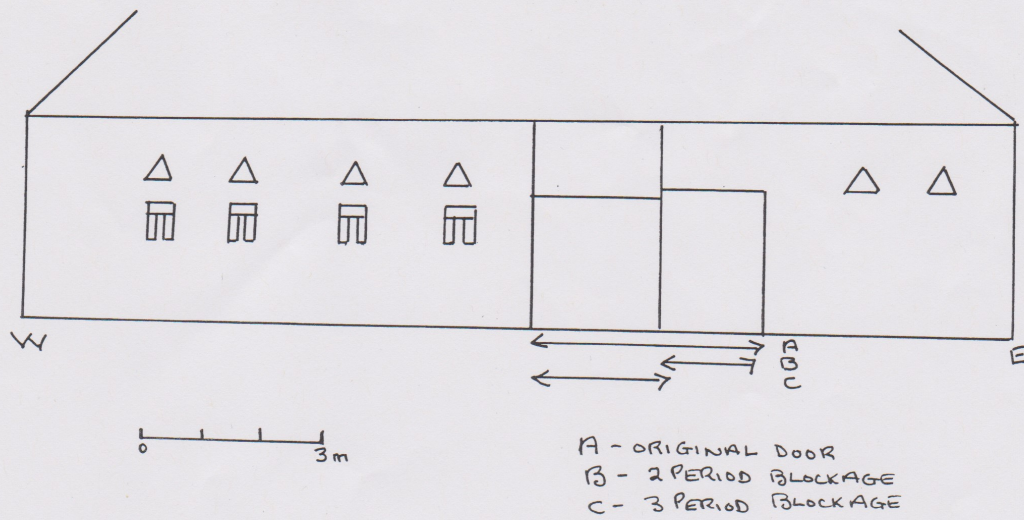 W
E
A
B
C
0 3m
A - ORIGINAL DOOR
B - 2 PERIOD BLOCKAGE
C - 3 PERIOD BLOCKAGE